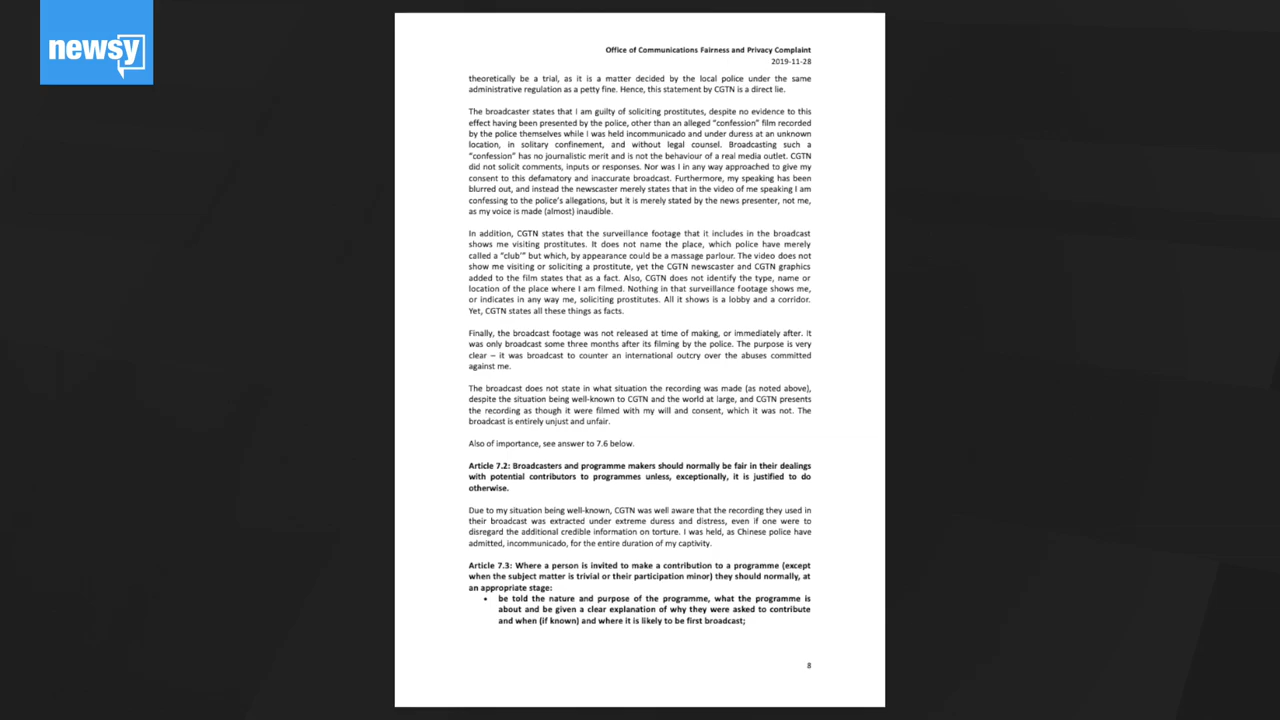 newsy
Office of Communications Fairness and Privacy Complaint
2019-11-28
theoretically be a trial, as it is a matter decided by the local police under the same
administrative regulation as a petty fine. Hence, this statement by CGTN is a direct lie.
The broadcaster states that I am guilty of soliciting prostitutes, despite no evidence to this
effect having been presented by the police, other than an alleged “confession” film recorded
by the police themselves while I was held incommunicado and under duress at an unknown
location, in solitary confinement, and without legal counsel. Broadcasting such a
“confession” has no journalistic merit and is not the behaviour of a real media outlet. CGTN
did not solicit comments, inputs or responses. Nor was I in any way approached to give my
consent to this defamatory and inaccurate broadcast. Furthermore, my speaking has been
blurred out, and instead the newscaster merely states that in the video of me speaking I am
confessing to the police’s allegations, but it is merely stated by the news presenter, not me,
as my voice is made (almost) inaudible.
In addition, CGTN states that the surveillance footage that it includes in the broadcast
shows me visiting prostitutes. It does not name the place, which police have merely
called a “club’” but which, by appearance could be a massage parlour. The video does not
show me visiting or soliciting a prostitute, yet the CGTN newscaster and CGTN graphics
added to the film states that as a fact. Also, CGTN does not identify the type, name or
location of the place where I am filmed. Nothing in that surveillance footage shows me,
or indicates in any way me, soliciting prostitutes. All it shows is a lobby and a corridor.
Yet, CGTN states all these things as facts.
Finally, the broadcast footage was not released at time of making, or immediately after. It
was only broadcast some three months after its filming by the police. The purpose is very
clear – it was broadcast to counter an international outcry over the abuses committed
against me.
The broadcast does not state in what situation the recording was made (as noted above),
despite the situation being well-known to CGTN and the world at large, and CGTN presents
the recording as though it were filmed with my will and consent, which it was not. The
broadcast is entirely unjust and unfair.
Also of importance, see answer to 7.6 below.
Article 7.2: Broadcasters and programme makers should normally be fair in their dealings
with potential contributors to programmes unless, exceptionally, it is justified to do
otherwise.
Due to my situation being well-known, CGTN was well aware that the recording they used in
their broadcast was extracted under extreme duress and distress, even if one were to
disregard the additional credible information on torture. I was held, as Chinese police have
admitted, incommunicado, for the entire duration of my captivity.
Article 7.3: Where a person is invited to make a contribution to a programme (except
when the subject matter is trivial or their participation minor) they should normally, at
an appropriate stage:
• be told the nature and purpose of the programme, what the programme is
about and be given a clear explanation of why they were asked to contribute
and when (if known) and where it is likely to be first broadcast;
8